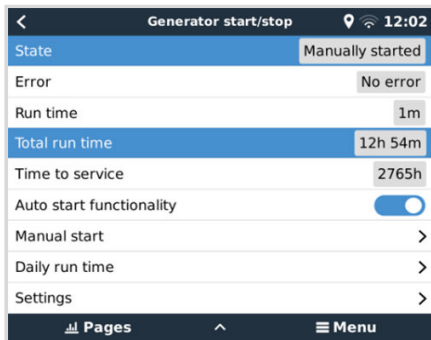 Generator start/stop 12:02
State Manually started
Error No error
Run time 1m
Total run time 12h 54m
Time to service 2765h
Auto start functionality
Manual start
Daily run time
Settings
Pages Menu